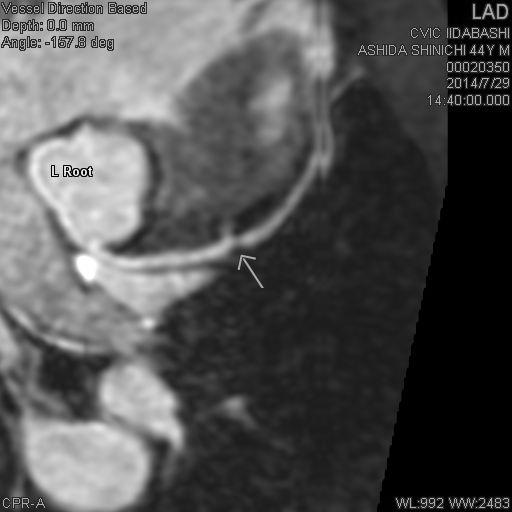 Vessel Direction Based
Depth: 0.0 mm
Angle: -157.8 deg
LAD
CVIC IIDABASHI
ASHIDA SHINICHI 44Y M
00020350
2014/7/29
14:40:00.000
L Root
CPR-A
WL:992 WW:2483